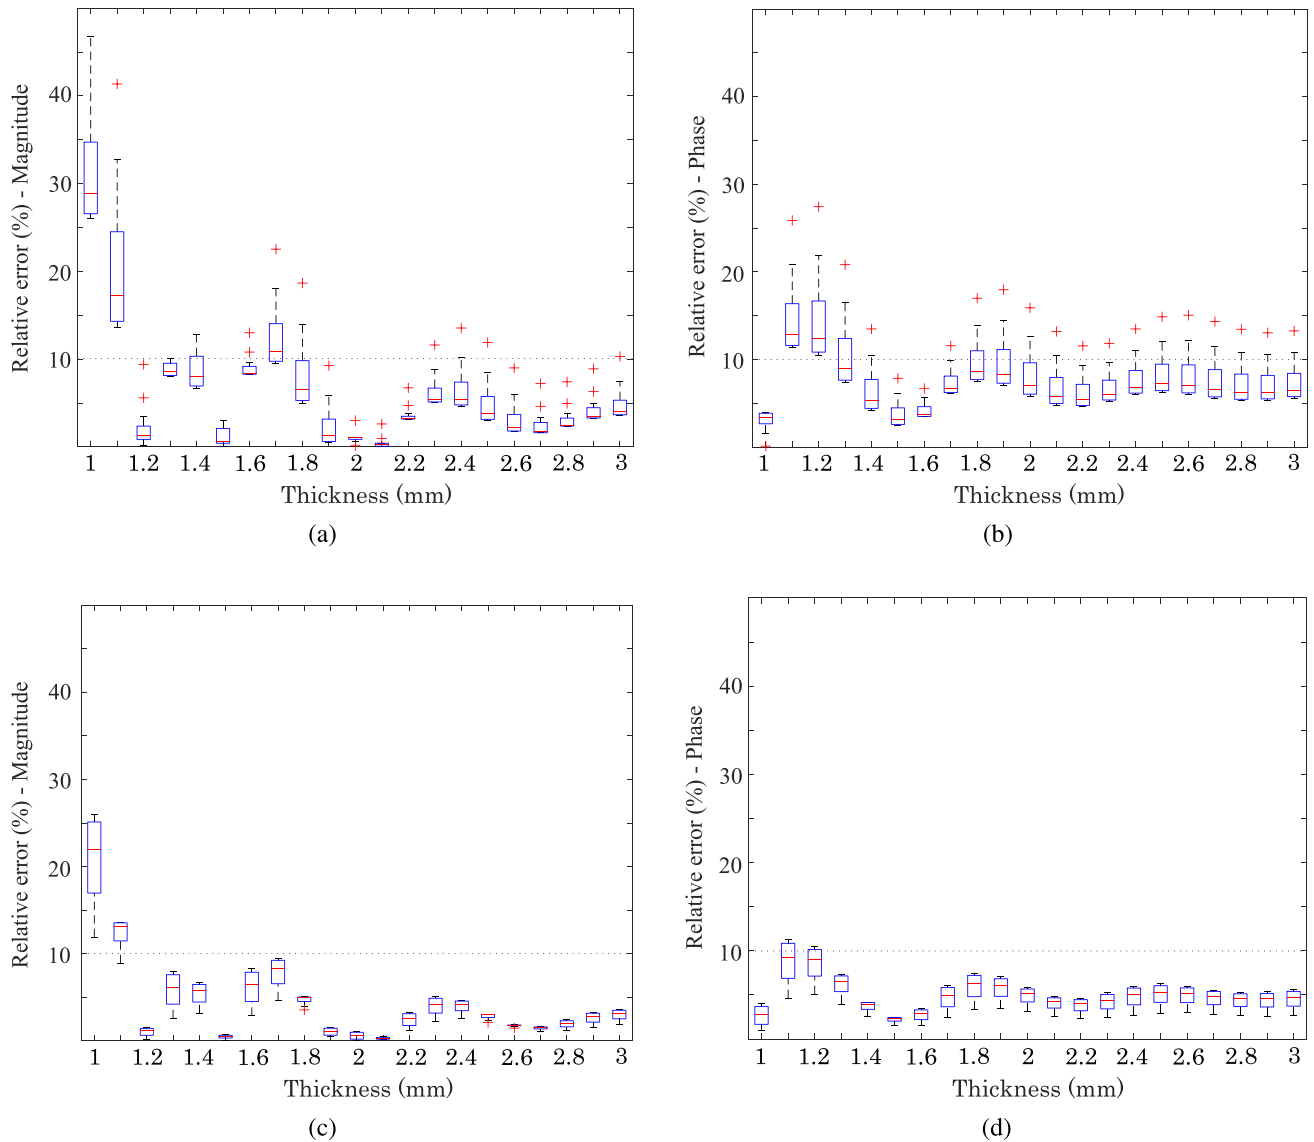 Relative error (%) - Magnitude
40
30
20
10
1 1.2 1.4 1.6 1.8 2 2.2 2.4 2.6 2.8 3
Thickness (mm)
(a)
Relative error (%) - Phase
40
30
20
10
1 1.2 1.4 1.6 1.8 2 2.2 2.4 2.6 2.8 3
Thickness (mm)
(b)
Relative error (%) - Magnitude
40
30
20
10
1 1.2 1.4 1.6 1.8 2 2.2 2.4 2.6 2.8 3
Thickness (mm)
(c)
Relative error (%) - Phase
40
30
20
10
1 1.2 1.4 1.6 1.8 2 2.2 2.4 2.6 2.8 3
Thickness (mm)
(d)